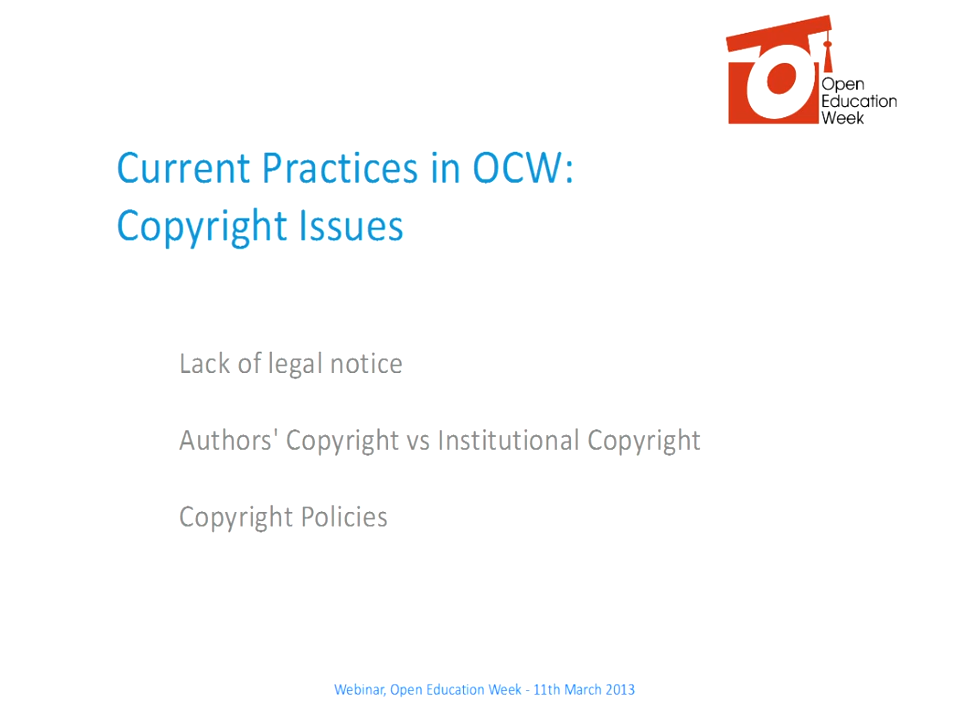 Open
Education
Week
Current Practices in OCW:
Copyright Issues
Lack of legal notice
Authors' Copyright vs Institutional Copyright
Copyright Policies
Webinar, Open Education Week - 11th March 2013